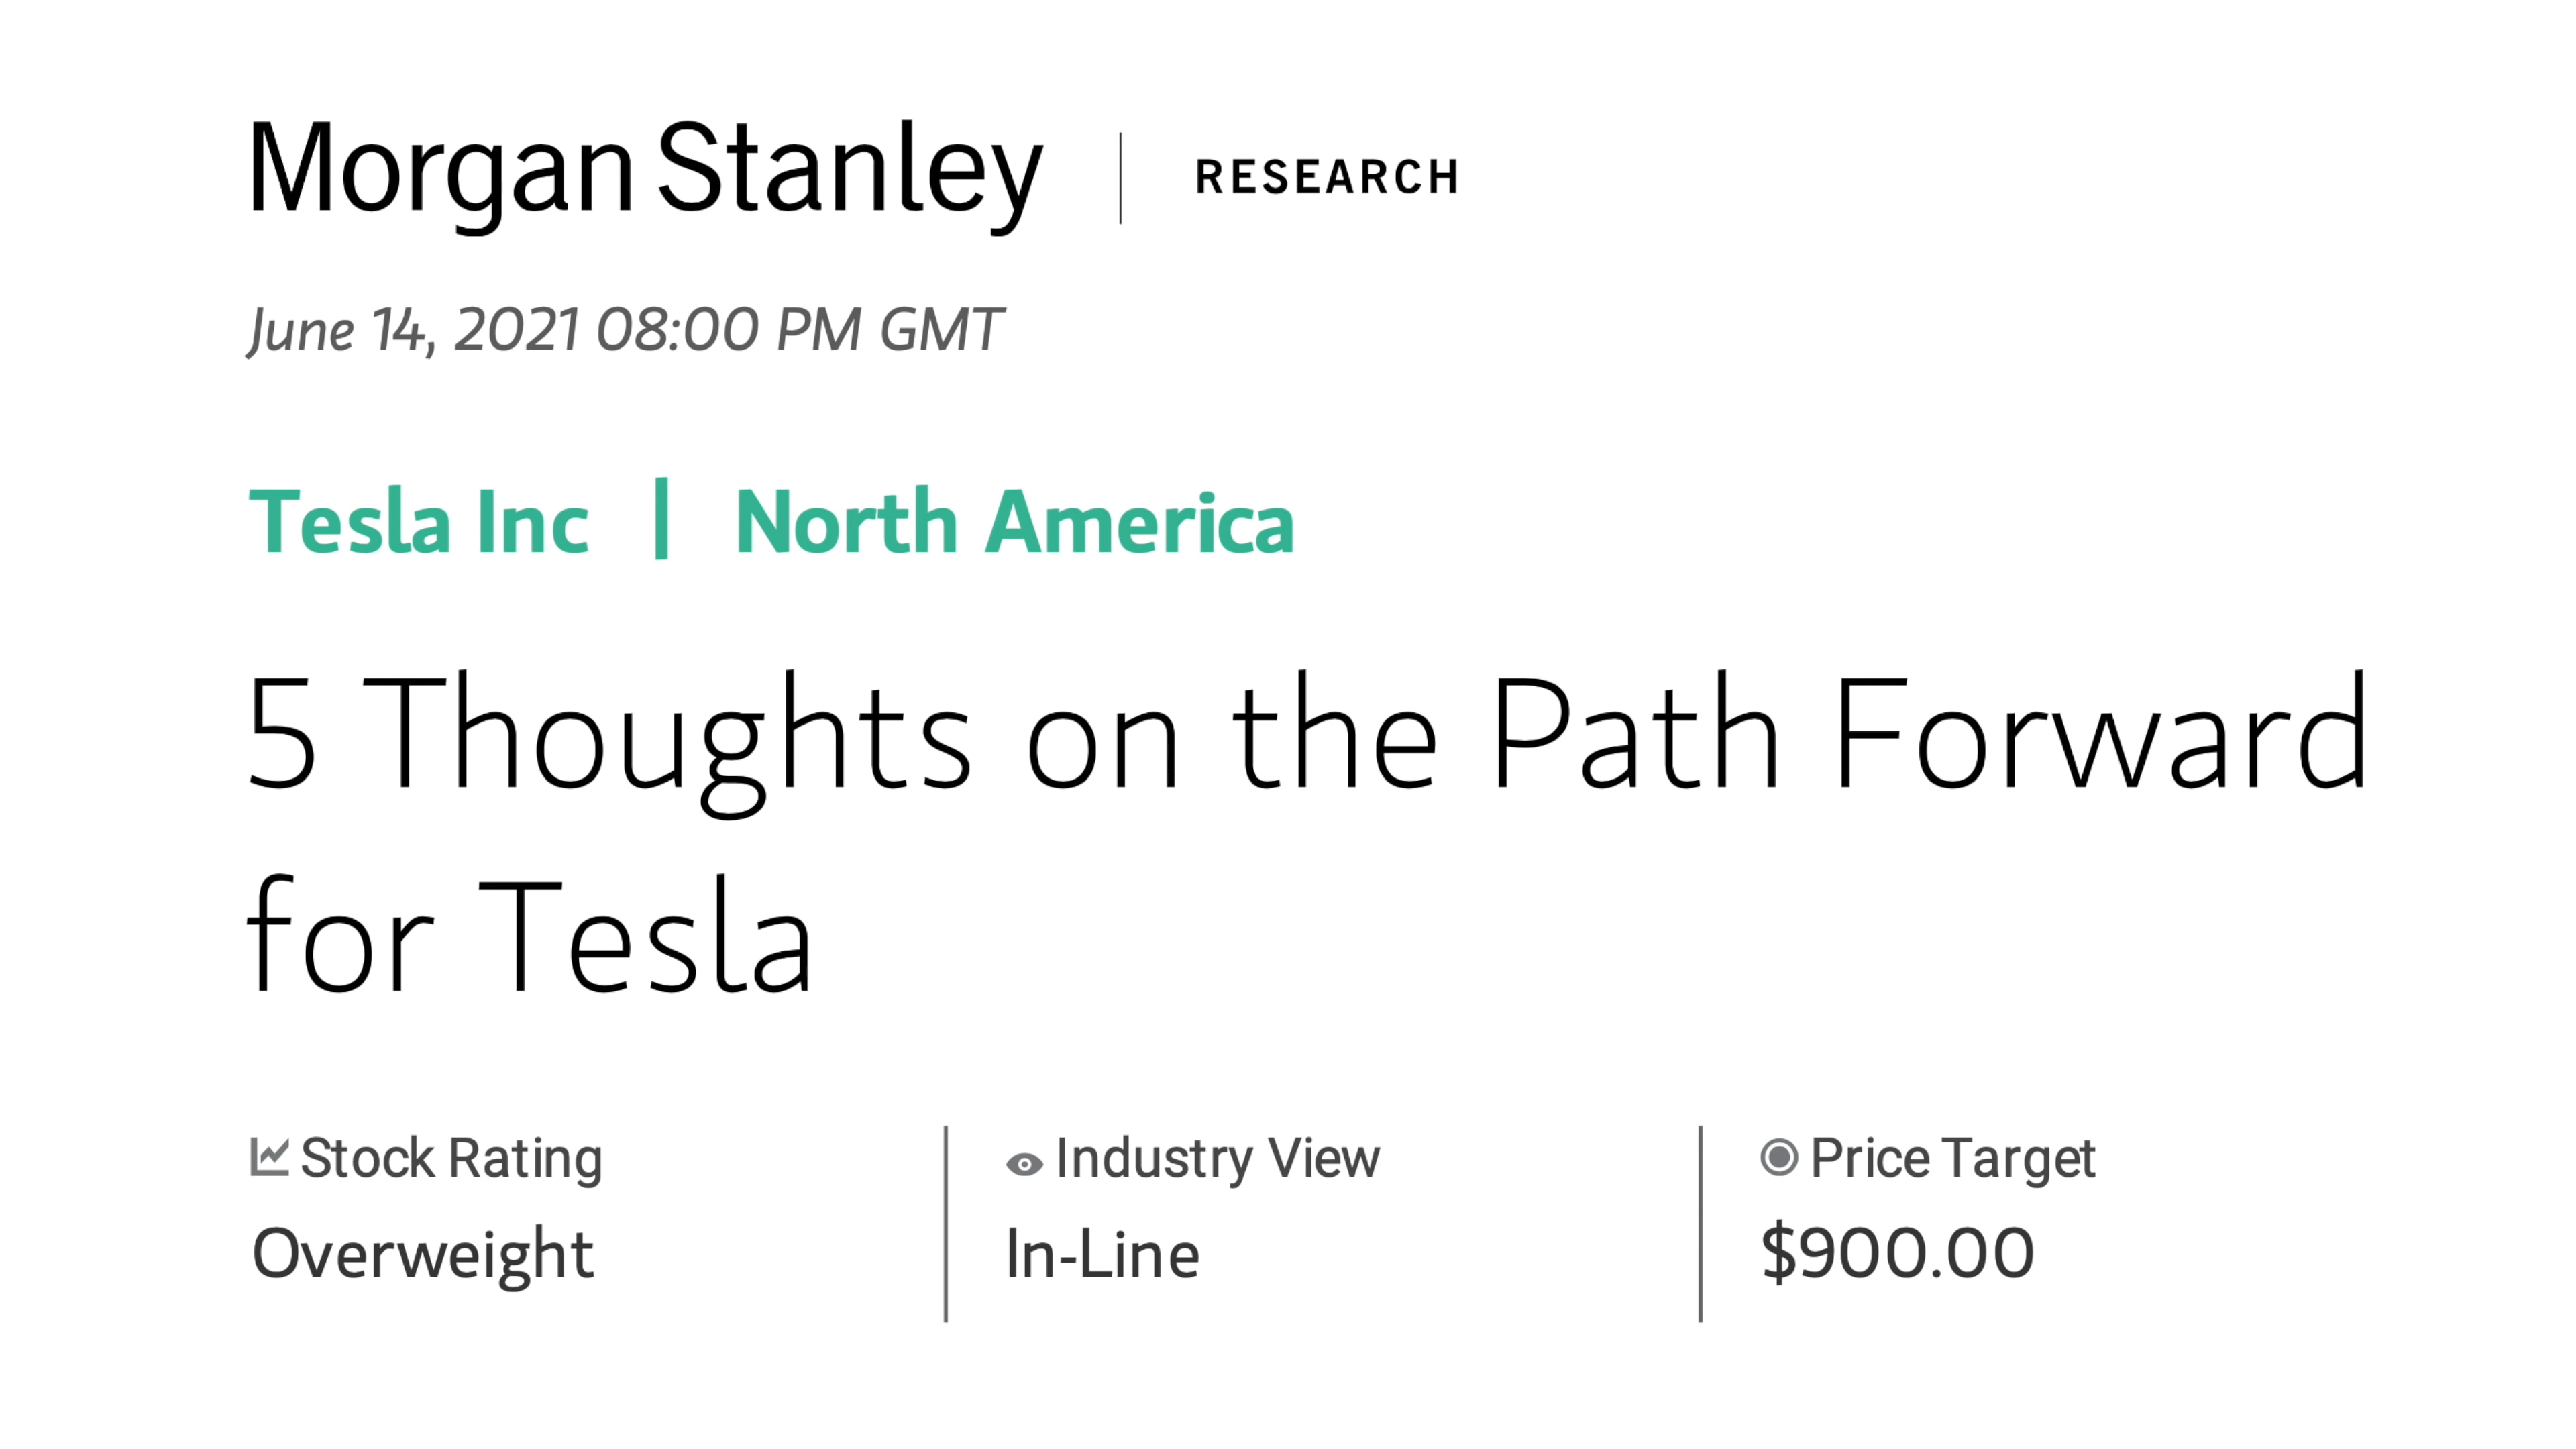 Morgan Stanley | RESEARCH
June 14, 2021 08:00 PM GMT
Tesla Inc | North America
5 Thoughts on the Path Forward
for Tesla
Stock Rating Industry View Price Target
Overweight In-Line $900.00